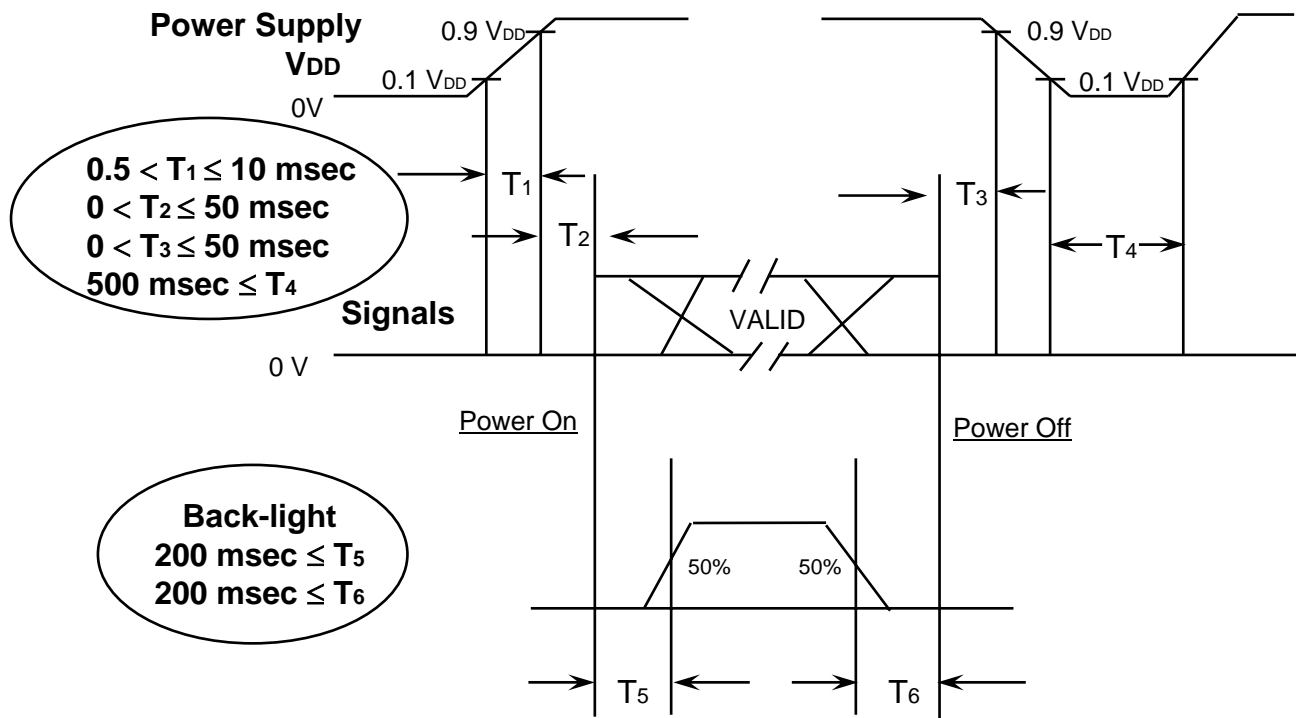 Power Supply
VDD
0.9 VDD
0.1 VDD
0V
0.9 VDD
0.1 VDD
0.5 < T1 ≤ 10 msec
0 < T2 ≤ 50 msec
0 < T3 ≤ 50 msec
500 msec ≤ T4
T1
T2
T3
T4
Signals
VALID
0 V
Power On
Power Off
Back-light
200 msec ≤ T5
200 msec ≤ T6
50%
50%
T5
T6